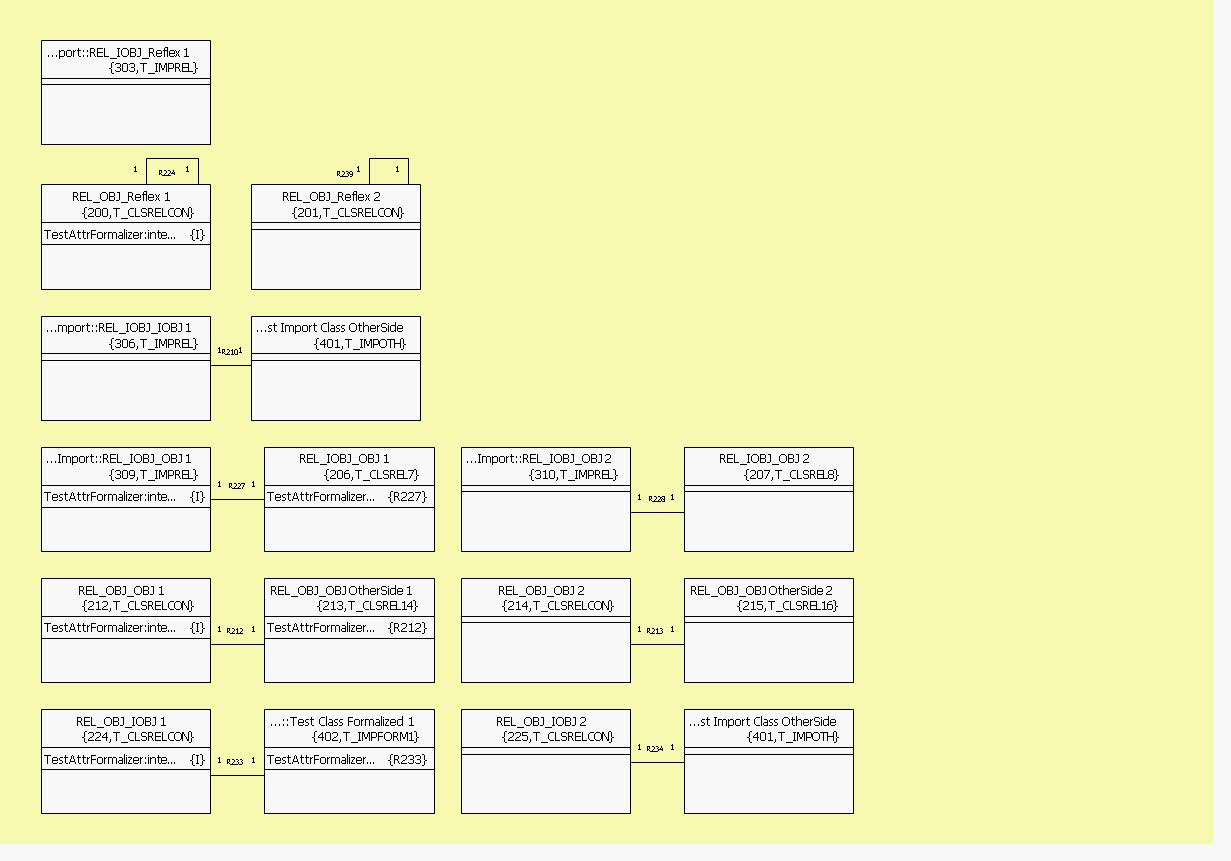 ...port::REL_IOBJ_Reflex 1
{303,T_IMPREL}
1 R224 1
R239 1 1
REL_OBJ_Reflex 1
{200,T_CLSRELCON}
TestAttrFormalizer:inte... {I}
REL_OBJ_Reflex 2
{201,T_CLSRELCON}
...mport::REL_IOBJ_IOBJ 1
{306,T_IMPREL}
1 R210 1
...st Import Class OtherSide
{401,T_IMPOTH}
...Import::REL_IOBJ_OBJ 1
{309,T_IMPREL}
TestAttrFormalizer:inte... {I}
1 R227 1
REL_IOBJ_OBJ 1
{206,T_CLSREL7}
TestAttrFormalizer... {R227}
...Import::REL_IOBJ_OBJ 2
{310,T_IMPREL}
1 R228 1
REL_IOBJ_OBJ 2
{207,T_CLSREL8}
REL_OBJ_OBJ 1
{212,T_CLSRELCON}
TestAttrFormalizer:inte... {I}
1 R212 1
REL_OBJ_OBJ OtherSide 1
{213,T_CLSREL14}
TestAttrFormalizer... {R212}
REL_OBJ_OBJ 2
{214,T_CLSRELCON}
1 R213 1
REL_OBJ_OBJ OtherSide 2
{215,T_CLSREL16}
REL_OBJ_IOBJ 1
{224,T_CLSRELCON}
TestAttrFormalizer:inte... {I}
1 R233 1
...::Test Class Formalized 1
{402,T_IMPFORM1}
TestAttrFormalizer... {R233}
REL_OBJ_IOBJ 2
{225,T_CLSRELCON}
1 R234 1
...st Import Class OtherSide
{401,T_IMPOTH}